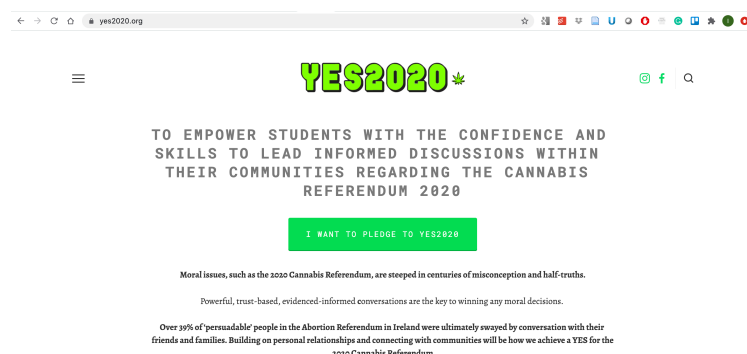 yes2020.org
YES2020
TO EMPOWER STUDENTS WITH THE CONFIDENCE AND
SKILLS TO LEAD INFORMED DISCUSSIONS WITHIN
THEIR COMMUNITIES REGARDING THE CANNABIS
REFERENDUM 2020
I WANT TO PLEDGE TO YES2020
Moral issues, such as the 2020 Cannabis Referendum, are steeped in centuries of misconception and half-truths.
Powerful, trust-based, evidenced-informed conversations are the key to winning any moral decisions.
Over 39% of 'persuadable' people in the Abortion Referendum in Ireland were ultimately swayed by conversation with their
friends and families. Building on personal relationships and connecting with communities will be how we achieve a YES for the
2020 Cannabis Referendum